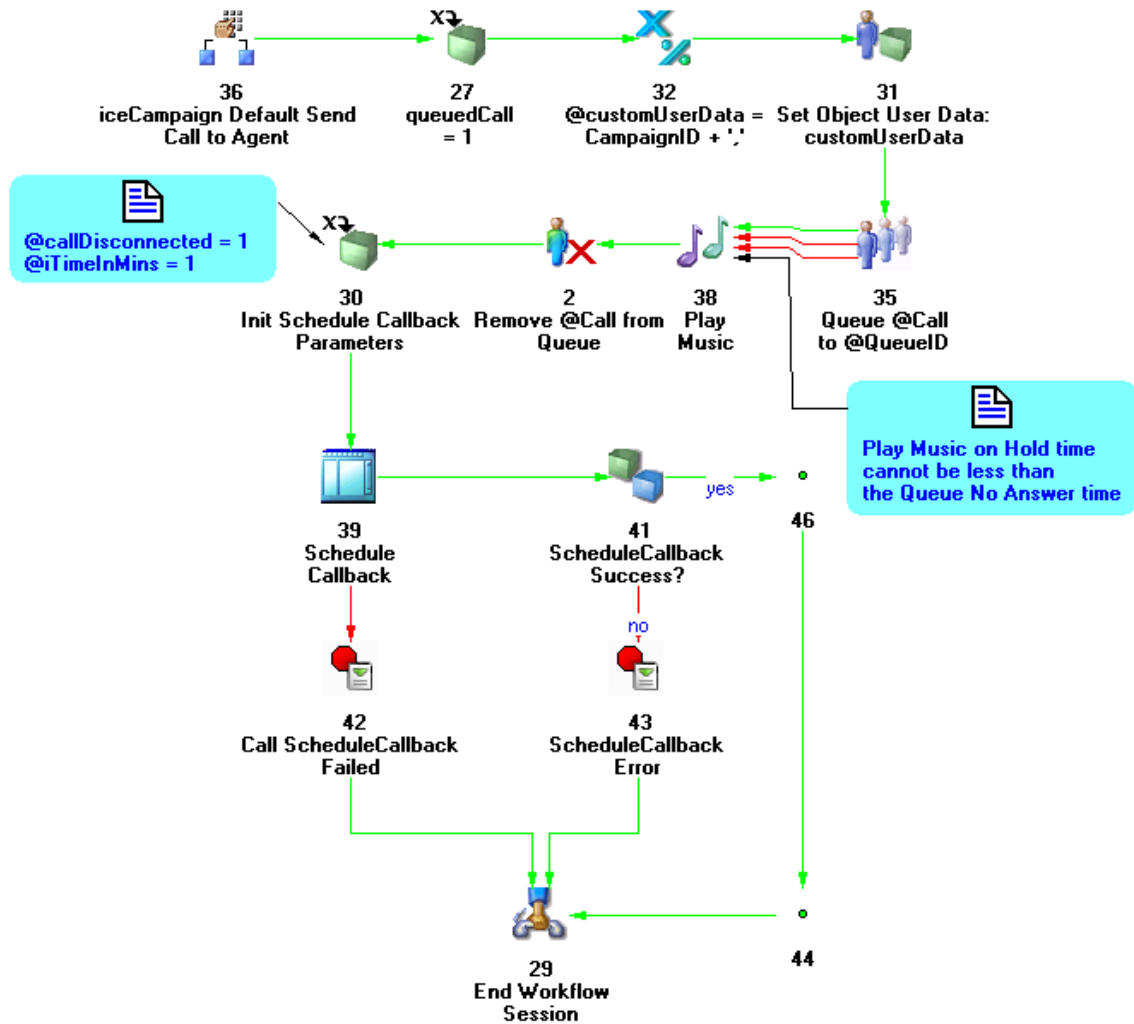 36
iceCampaign Default Send
Call to Agent
27
queuedCall
= 1
32
@customUserData =
CampaignID + ','
31
Set Object User Data:
customUserData
@callDisconnected = 1
@iTimeInMins = 1
30
Init Schedule Callback
Parameters
2
Remove @Call from
Queue
38
Play
Music
35
Queue @Call
to @QueueID
Play Music on Hold time
cannot be less than
the Queue No Answer time
39
Schedule
Callback
41
ScheduleCallback
Success?
yes
46
no
42
Call ScheduleCallback
Failed
43
ScheduleCallback
Error
29
End Workflow
Session
44